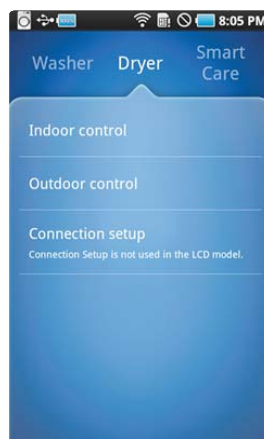 8:05 PM
Washer Dryer Smart Care
Indoor control
Outdoor control
Connection setup
Connection Setup is not used in the LCD model.